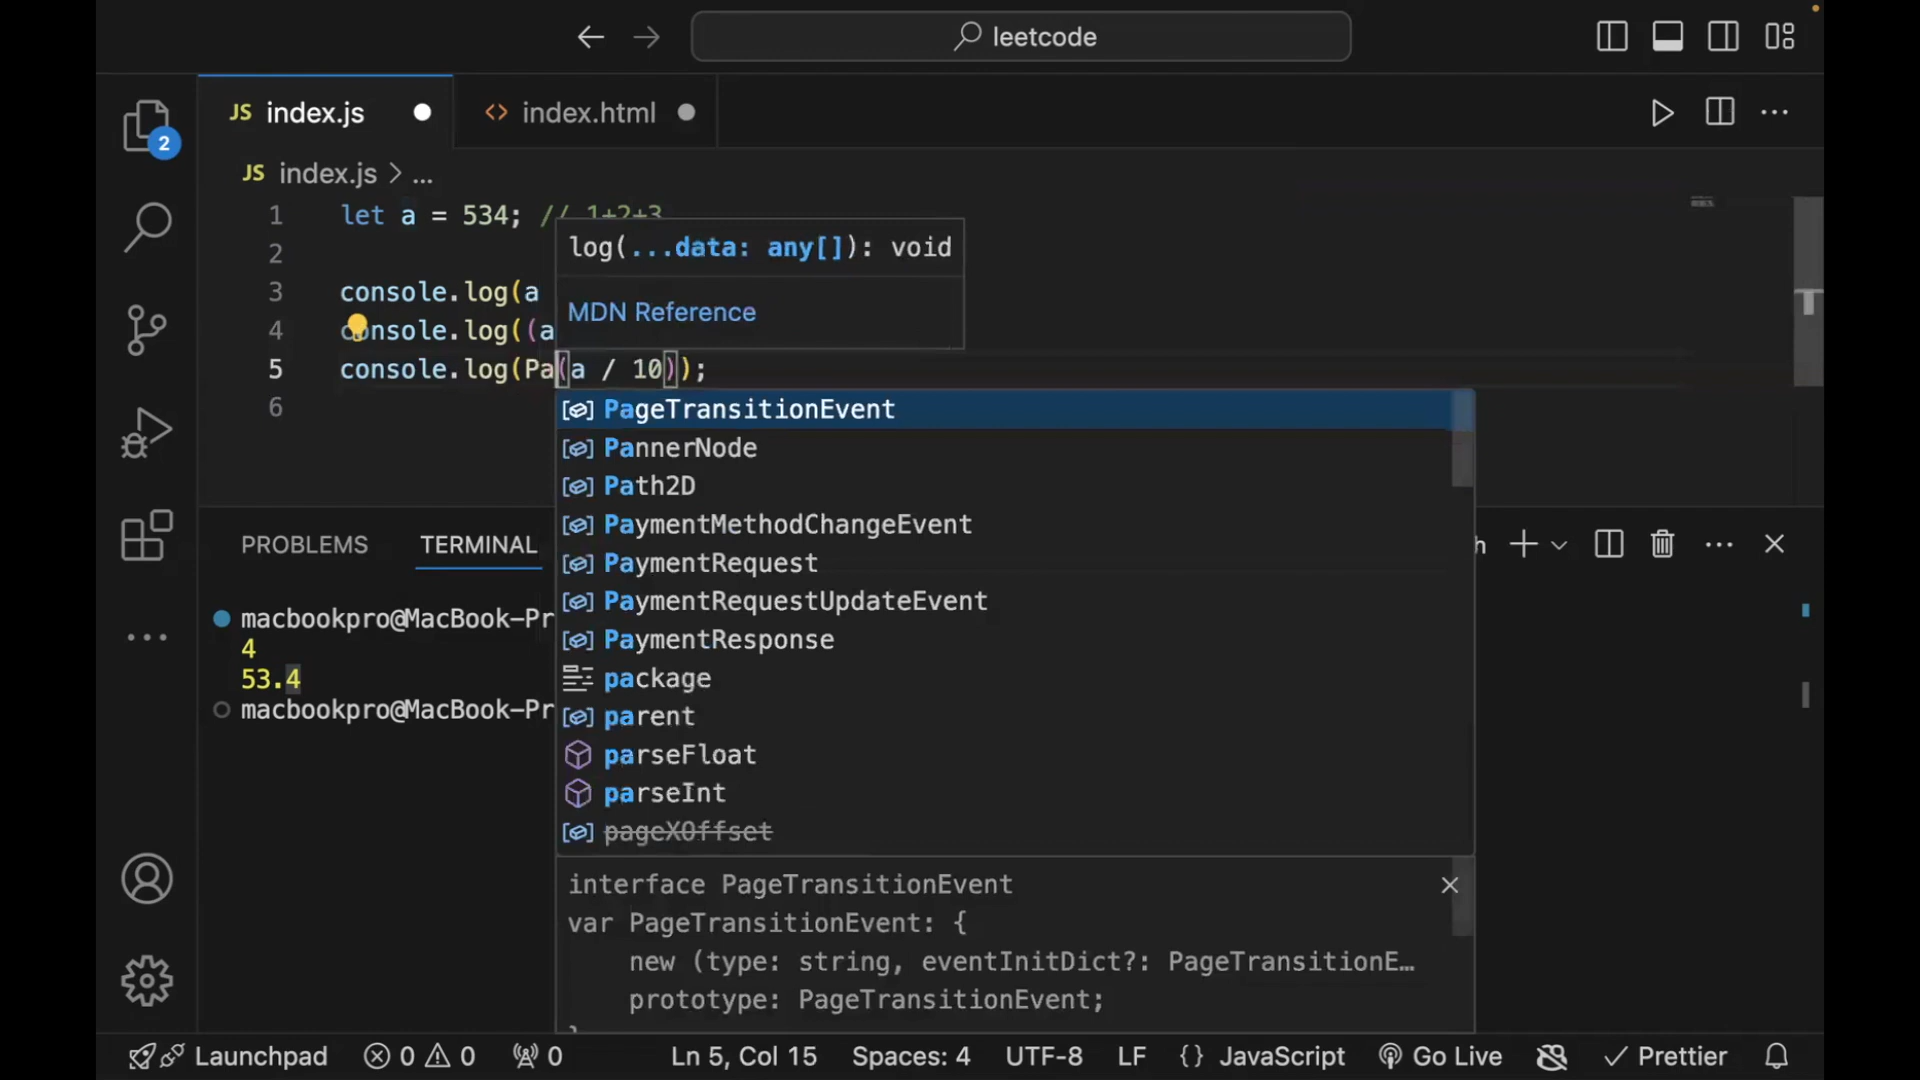 leetcode
JS index.js
<> index.html
2
JS index.js > ...
1 let a = 534; // 1+2+3
2
3 console.log(a
4 console.log((a
5 console.log(Pa(a / 10));
6
log(...data: any[]): void
MDN Reference
PageTransitionEvent
PannerNode
Path2D
PaymentMethodChangeEvent
PaymentRequest
PaymentRequestUpdateEvent
PaymentResponse
package
parent
parseFloat
parseInt
pageXOffset
interface PageTransitionEvent
var PageTransitionEvent: {
new (type: string, eventInitDict?: PageTransitionE…
prototype: PageTransitionEvent;
PROBLEMS TERMINAL
macbookpro@MacBook-Pr
4
53.4
macbookpro@MacBook-Pr
Launchpad 0 0 0 Ln 5, Col 15 Spaces: 4 UTF-8 LF {} JavaScript Go Live Prettier